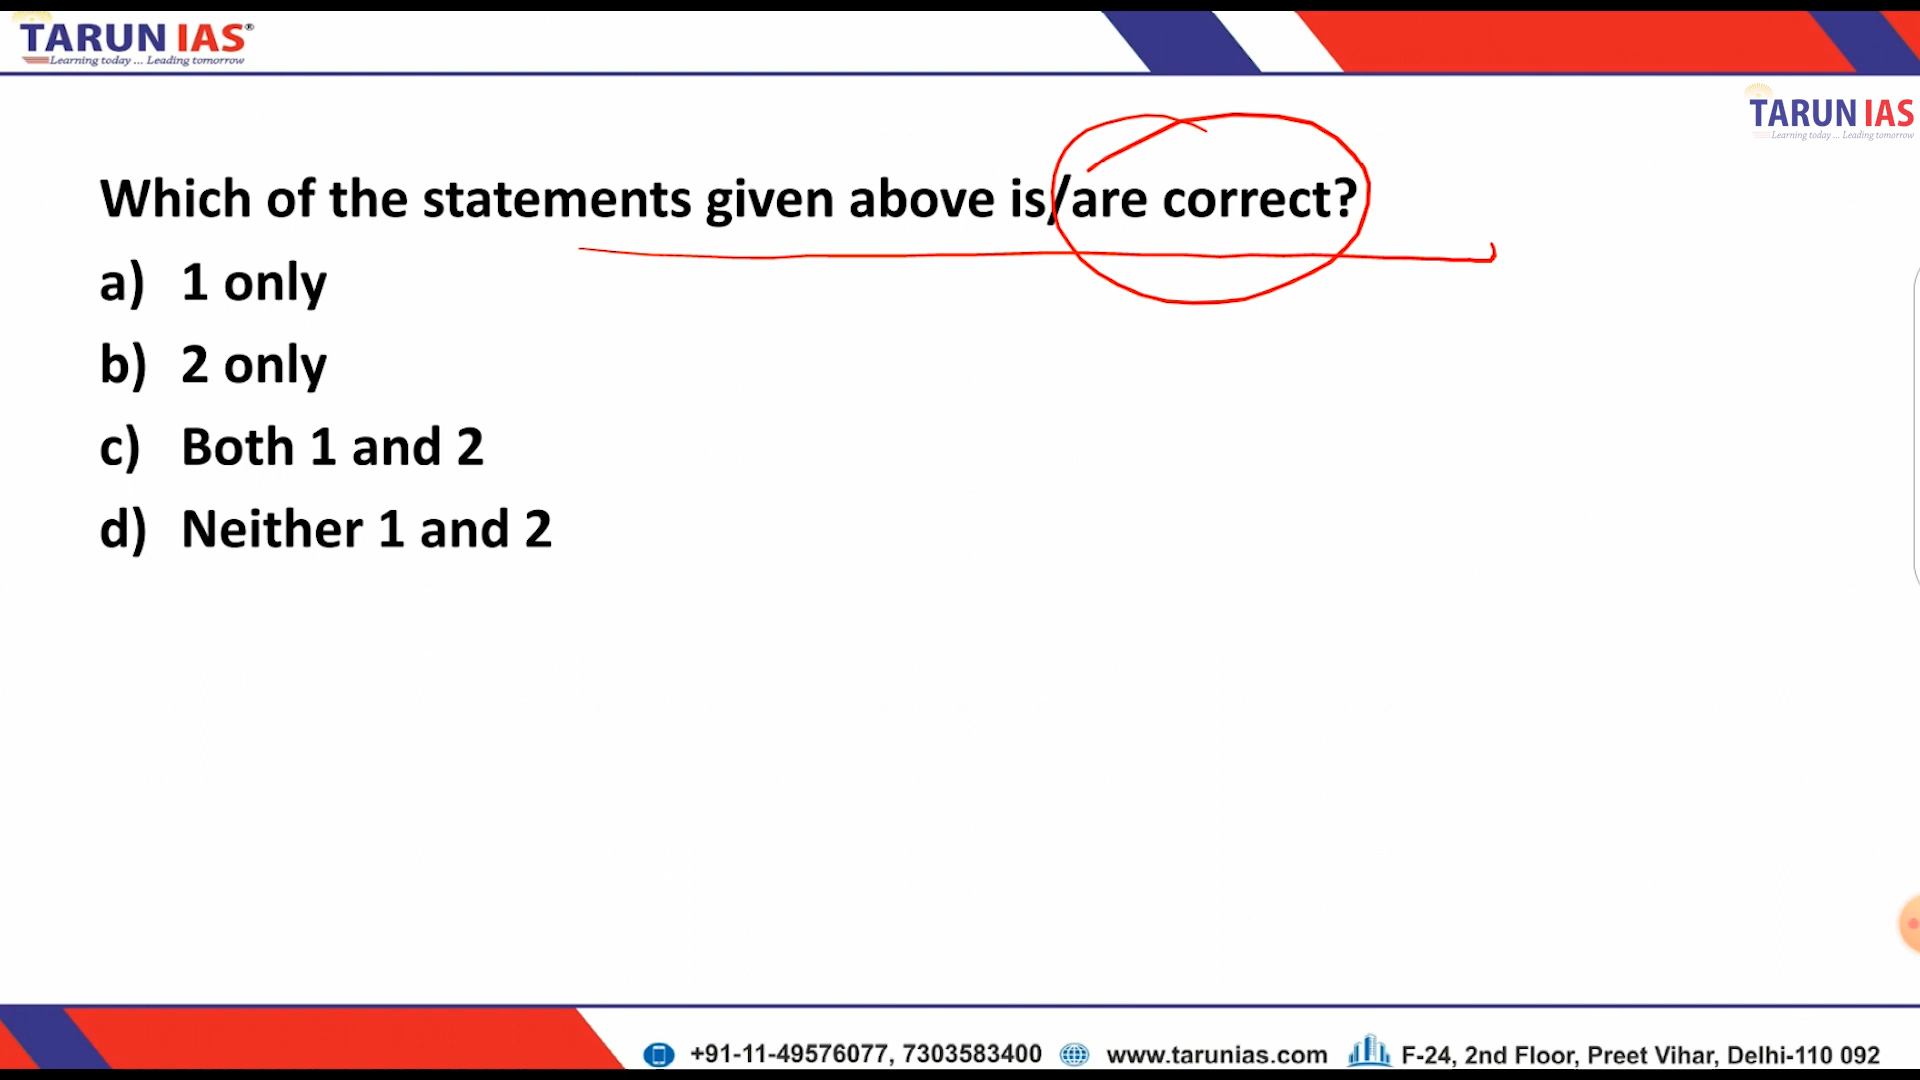 TARUN IAS®
Learning today ... Leading tomorrow
TARUN IAS
Learning today ... Leading tomorrow
Which of the statements given above is/are correct?
a) 1 only
b) 2 only
c) Both 1 and 2
d) Neither 1 and 2
+91-11-49576077, 7303583400 www.tarunias.com F-24, 2nd Floor, Preet Vihar, Delhi-110 092